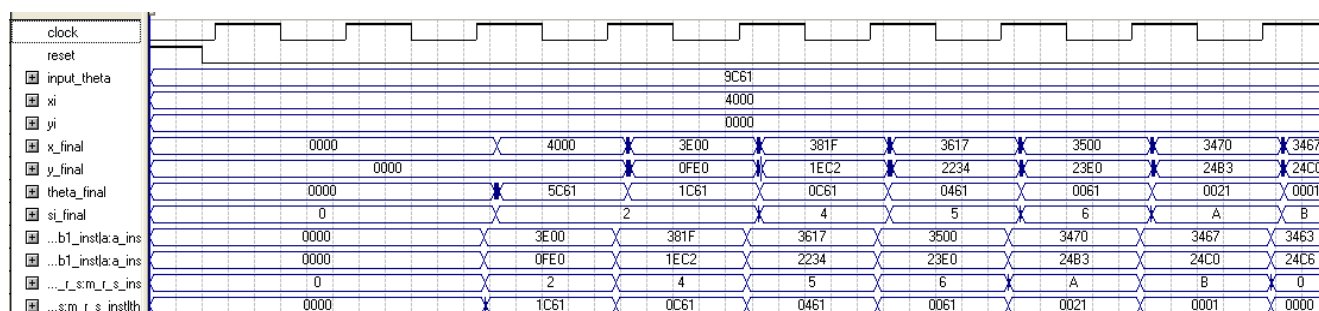 clock
reset
input_theta 9C61
xi 4000
yi 0000
x_final 0000 4000 3E00 381F 3617 3500 3470 3467
y_final 0000 0FE0 1EC2 2234 23E0 24B3 24C0
theta_final 0000 5C61 1C61 0C61 0461 0061 0021 0001
si_final 0 2 4 5 6 A B
...b1_inst|a:a_ins 0000 3E00 381F 3617 3500 3470 3467 3463
...b1_inst|a:a_ins 0000 0FE0 1EC2 2234 23E0 24B3 24C0 24C6
..._r_s:m_r_s_ins 0 2 4 5 6 A B 0
...s:m_r_s_inst|th 0000 1C61 0C61 0461 0061 0021 0001 0000